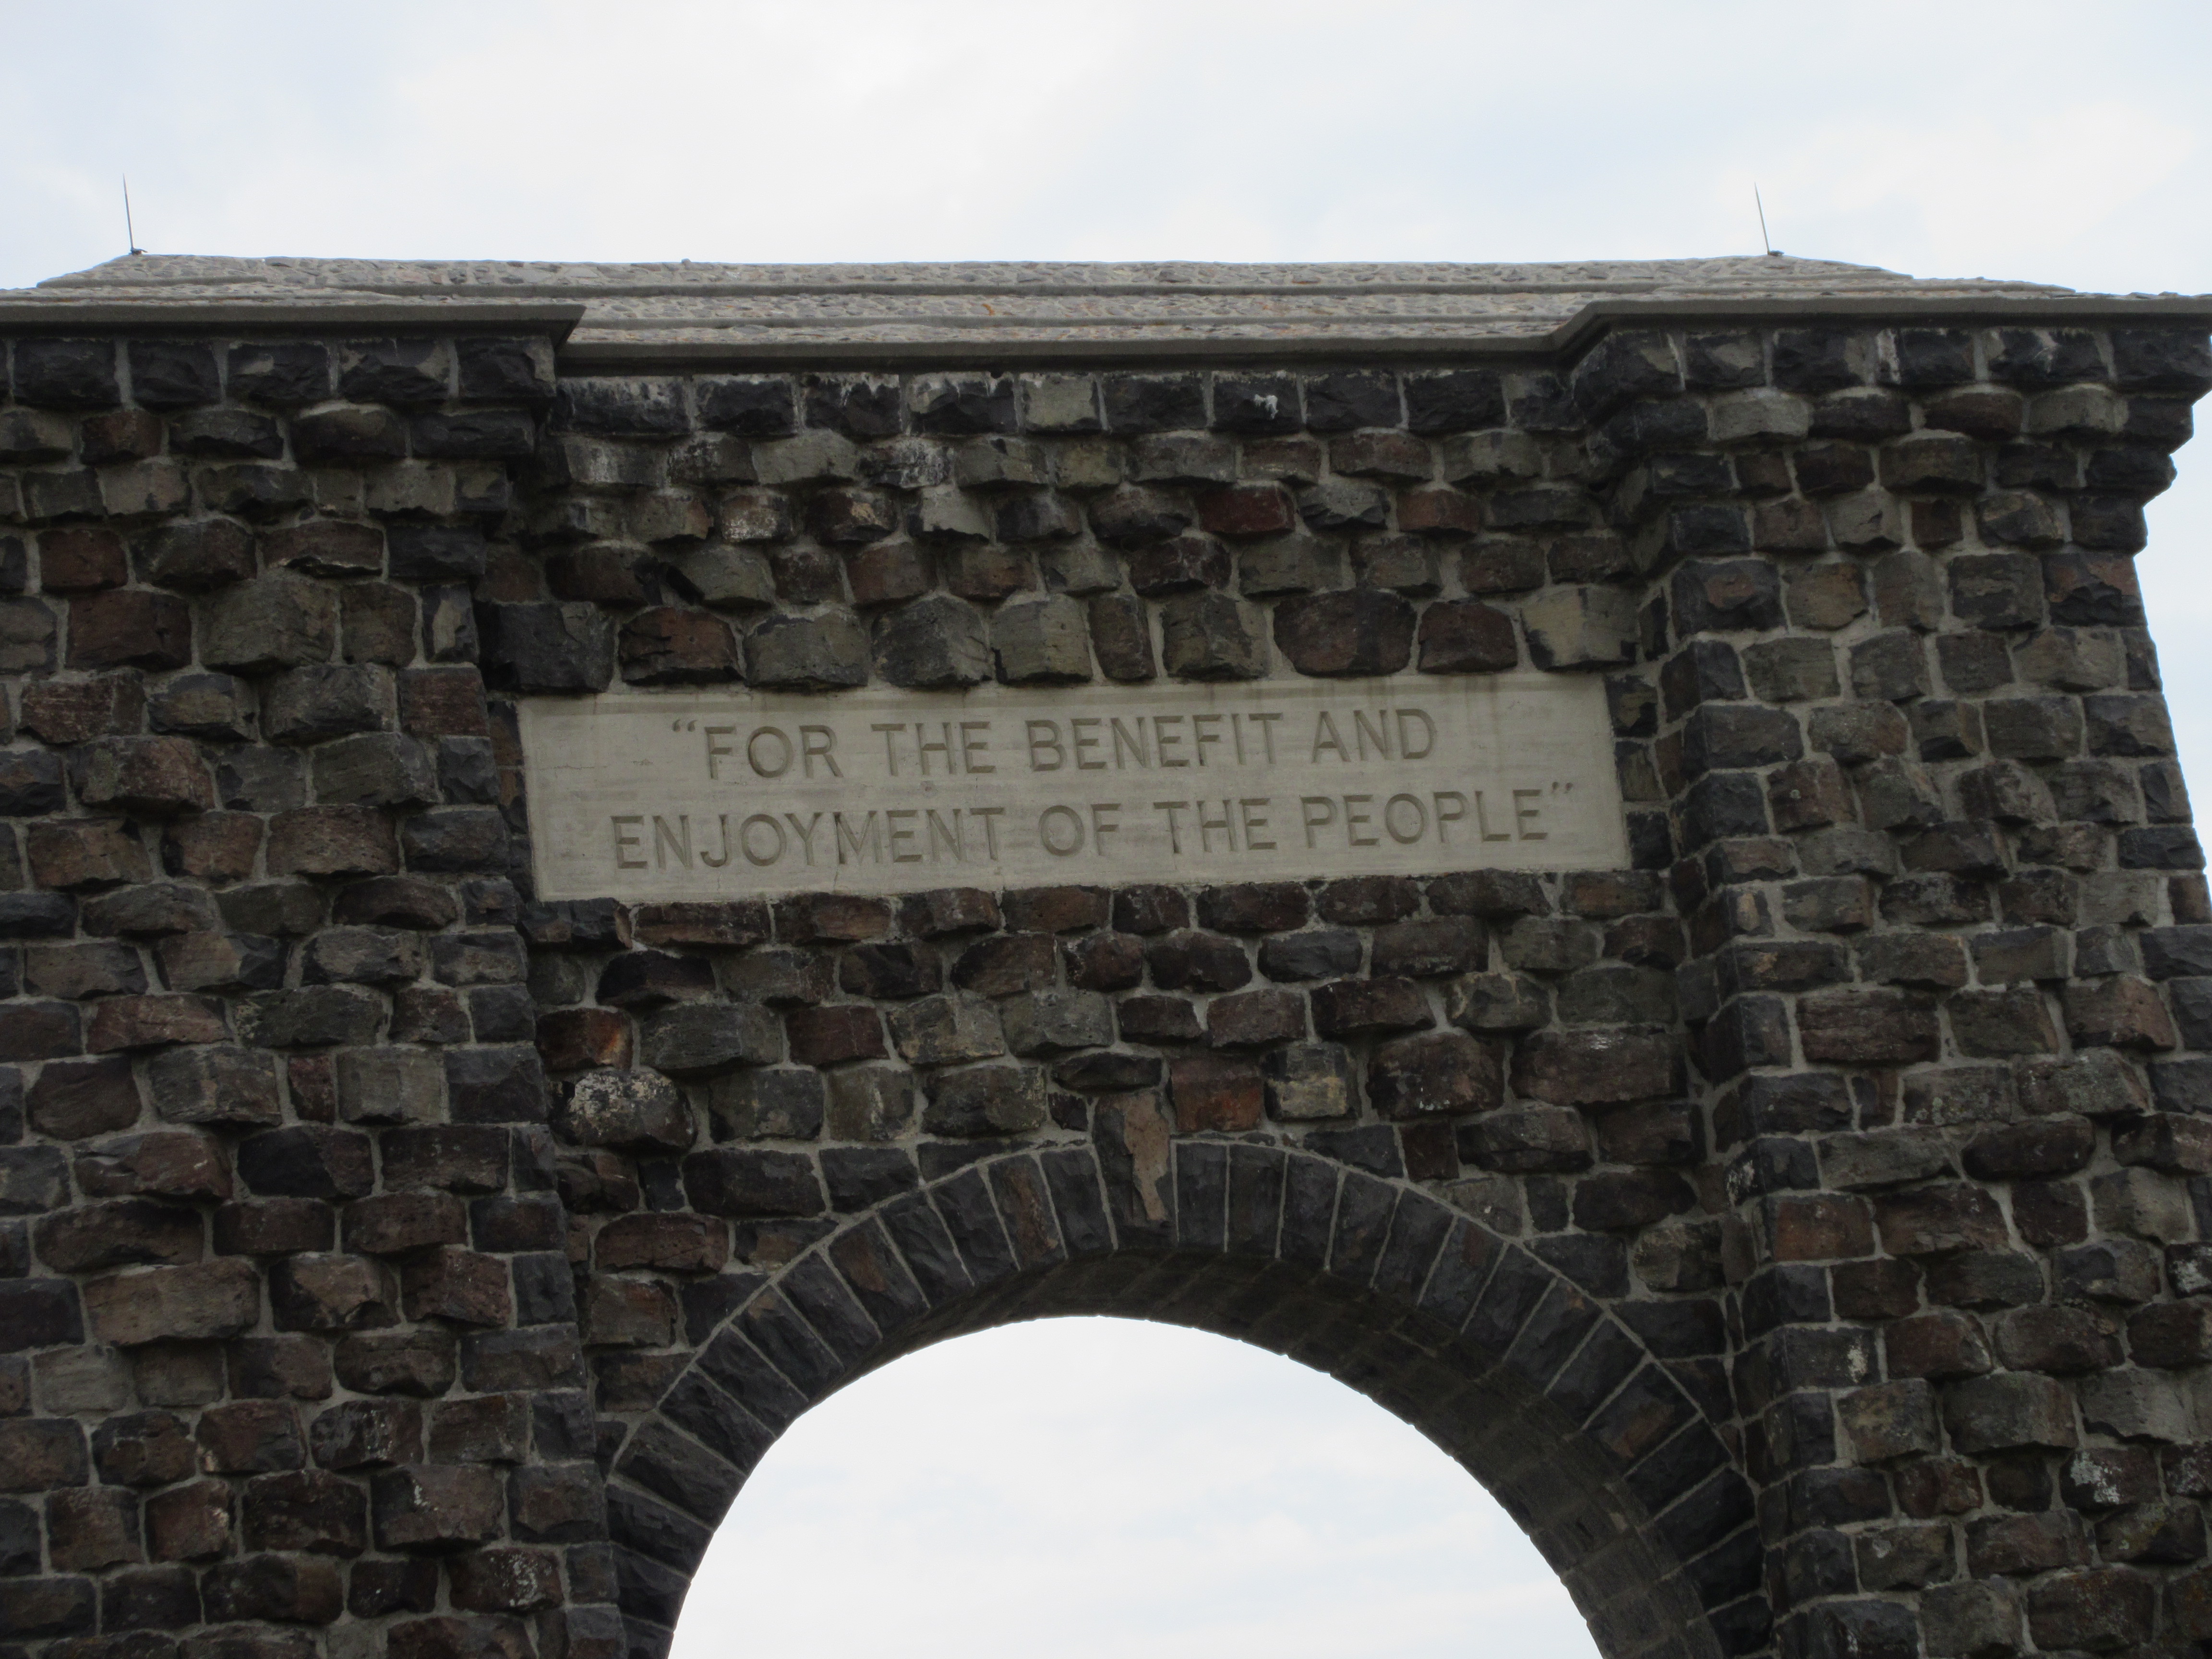 “FOR THE BENEFIT AND
ENJOYMENT OF THE PEOPLE”